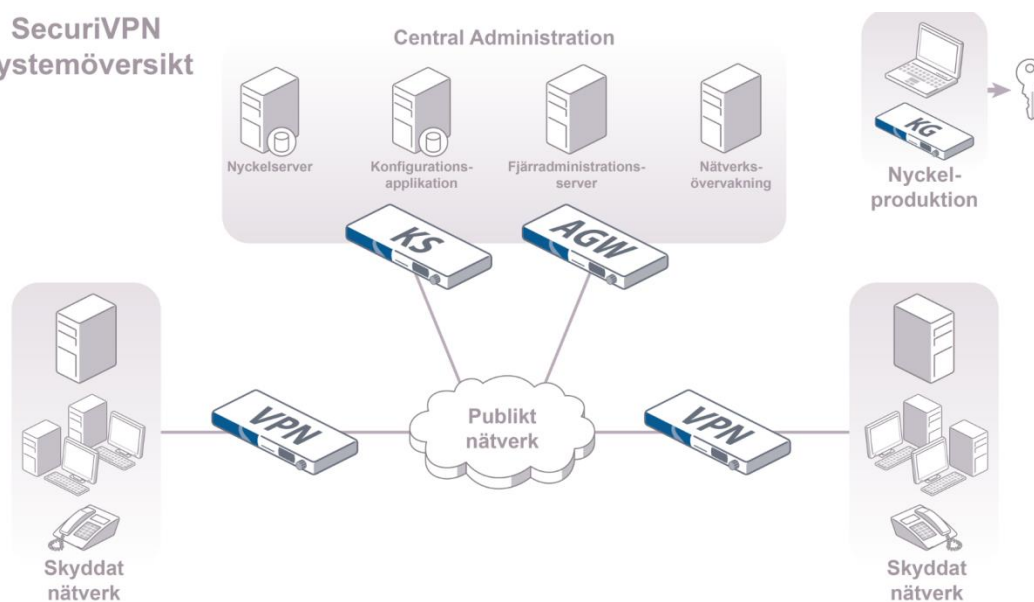 SecuriVPN
ystemöversikt
Central Administration
Nyckelserver
Konfigurations-
applikation
Fjärradministrations-
server
Nätverks-
övervakning
KG
Nyckel-
produktion
KS
AGW
VPN
Publikt
nätverk
VPN
Skyddat
nätverk
Skyddat
nätverk